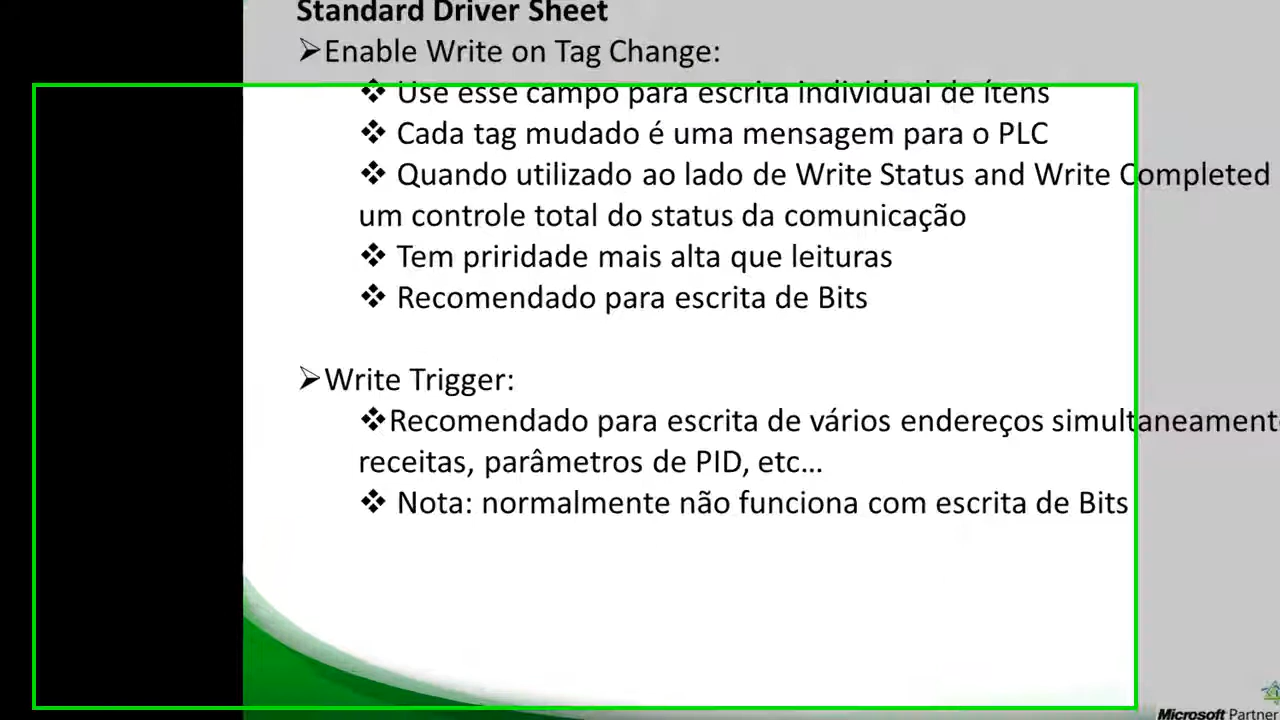 Standard Driver Sheet
➢Enable Write on Tag Change:
❖ Use esse campo para escrita individual de ítens
❖ Cada tag mudado é uma mensagem para o PLC
❖ Quando utilizado ao lado de Write Status and Write Completed
um controle total do status da comunicação
❖ Tem priridade mais alta que leituras
❖ Recomendado para escrita de Bits
➢Write Trigger:
❖Recomendado para escrita de vários endereços simultaneament
receitas, parâmetros de PID, etc...
❖ Nota: normalmente não funciona com escrita de Bits
Microsoft Partner